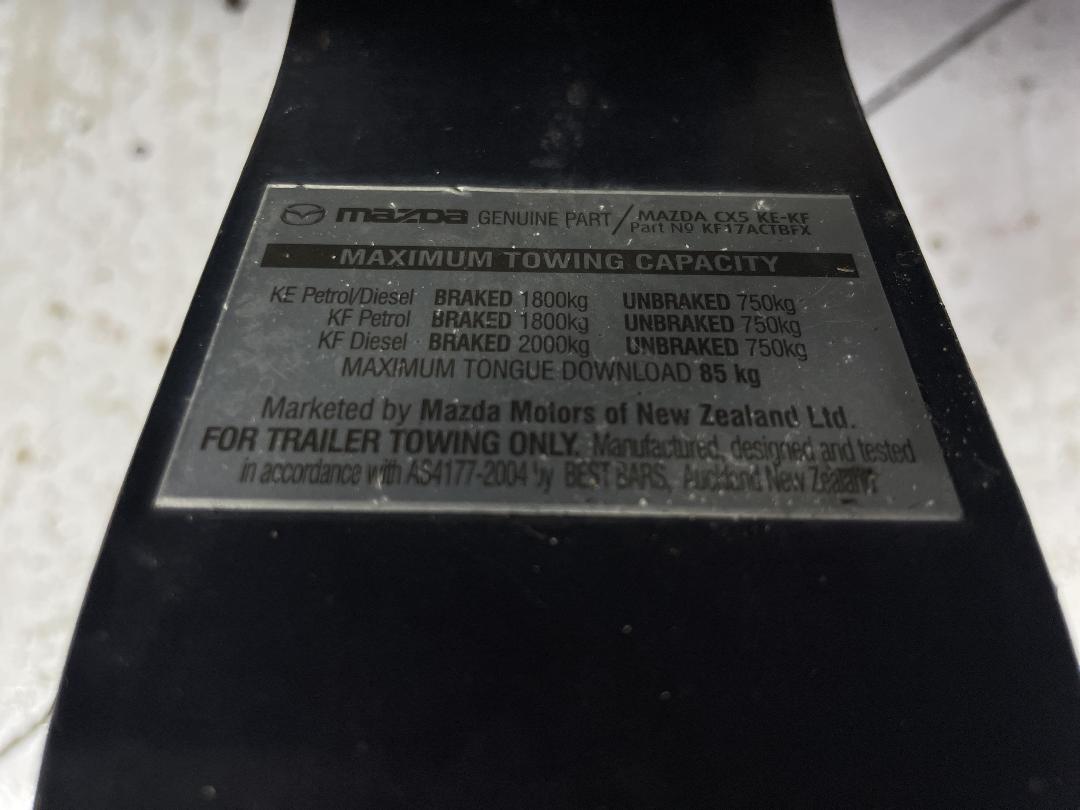 mazda GENUINE PART / MAZDA CX5 KE-KF
Part No KF17ACTBFX
MAXIMUM TOWING CAPACITY
KE Petrol/Diesel BRAKED 1800kg UNBRAKED 750kg
KF Petrol BRAKED 1800kg UNBRAKED 750kg
KF Diesel BRAKED 2000kg UNBRAKED 750kg
MAXIMUM TONGUE DOWNLOAD 85 kg
Marketed by Mazda Motors of New Zealand Ltd.
FOR TRAILER TOWING ONLY. Manufactured, designed and tested
in accordance with AS4177-2004 by BEST BARS, Auckland New Zealand